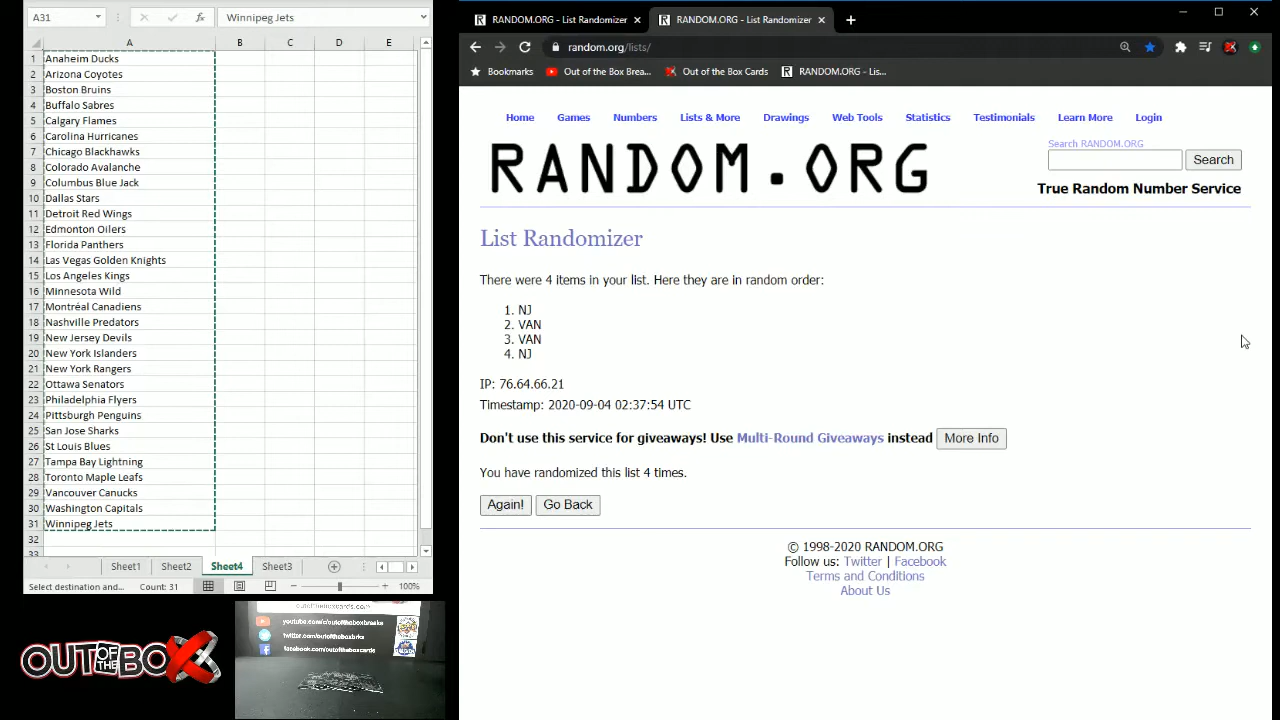 A31
Winnipeg Jets
A B C D E
1 Anaheim Ducks
2 Arizona Coyotes
3 Boston Bruins
4 Buffalo Sabres
5 Calgary Flames
6 Carolina Hurricanes
7 Chicago Blackhawks
8 Colorado Avalanche
9 Columbus Blue Jack
10 Dallas Stars
11 Detroit Red Wings
12 Edmonton Oilers
13 Florida Panthers
14 Las Vegas Golden Knights
15 Los Angeles Kings
16 Minnesota Wild
17 Montréal Canadiens
18 Nashville Predators
19 New Jersey Devils
20 New York Islanders
21 New York Rangers
22 Ottawa Senators
23 Philadelphia Flyers
24 Pittsburgh Penguins
25 San Jose Sharks
26 St Louis Blues
27 Tampa Bay Lightning
28 Toronto Maple Leafs
29 Vancouver Canucks
30 Washington Capitals
31 Winnipeg Jets
32
33
Sheet1 Sheet2 Sheet4 Sheet3
Select destination and... Count: 31 100%
OUT OF THE BOX
outoftheboxcards.com
youtube.com/c/outoftheboxbreaks
twitter.com/outoftheboxbrks
facebook.com/outoftheboxcards
RANDOM.ORG - List Randomizer
RANDOM.ORG - List Randomizer
random.org/lists/
Bookmarks Out of the Box Brea... Out of the Box Cards RANDOM.ORG - Lis...
Home Games Numbers Lists & More Drawings Web Tools Statistics Testimonials Learn More Login
RANDOM.ORG
Search RANDOM.ORG
Search
True Random Number Service
List Randomizer
There were 4 items in your list. Here they are in random order:
1. NJ
2. VAN
3. VAN
4. NJ
IP: 76.64.66.21
Timestamp: 2020-09-04 02:37:54 UTC
Don't use this service for giveaways! Use Multi-Round Giveaways instead More Info
You have randomized this list 4 times.
Again! Go Back
© 1998-2020 RANDOM.ORG
Follow us: Twitter | Facebook
Terms and Conditions
About Us